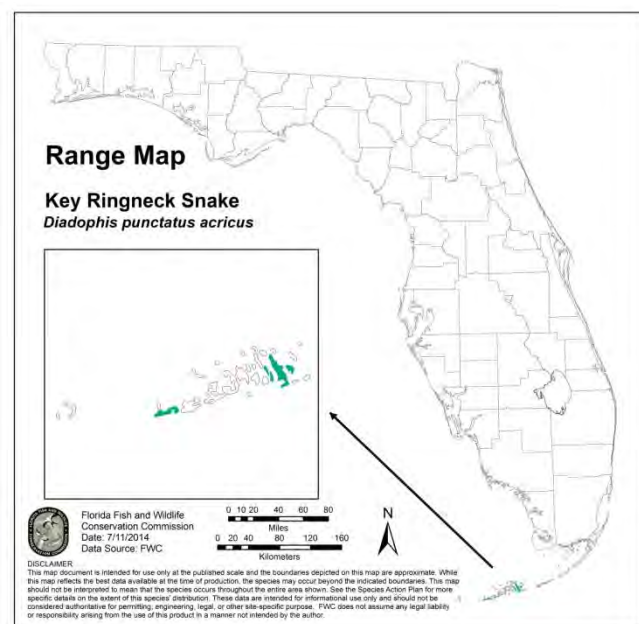 Range Map
Key Ringneck Snake
Diadophis punctatus acricus
Florida Fish and Wildlife
Conservation Commission
Date: 7/11/2014
Data Source: FWC
0 10 20 40 60 80
Miles
0 20 40 80 120 160
Kilometers
N
DISCLAIMER
This map document is intended for use only at the published scale and the boundaries depicted on this map are approximate. While
this map reflects the best data available at the time of production, the species may occur beyond the indicated boundaries. This map
should not be interpreted to mean that the species occurs throughout the entire area shown. See the Species Action Plan for more
specific details on the extent of this species' distribution. These data are intended for informational use only and should not be
considered authoritative for permitting, engineering, legal, or other site-specific purpose. FWC does not assume any legal liability
or responsibility arising from the use of this product in a manner not intended by the author.